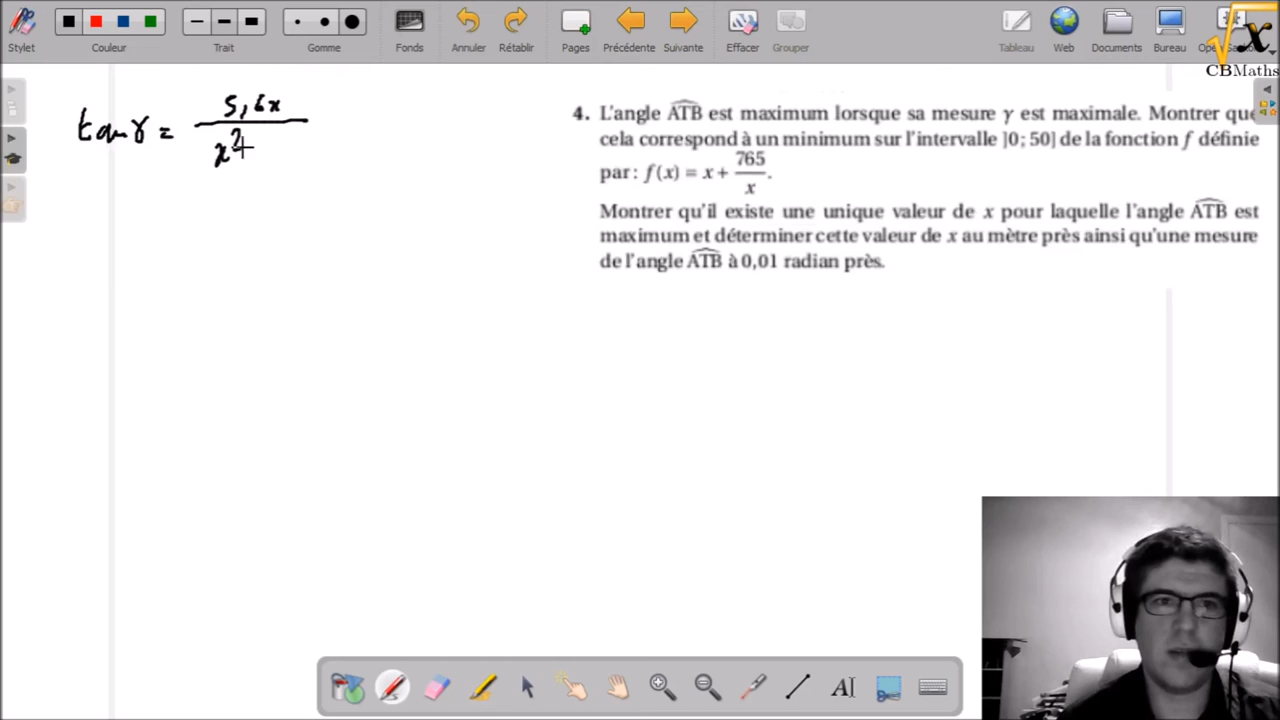 Stylet
Couleur
Trait
Gomme
Fonds
Annuler
Rétablir
Pages
Précédente
Suivante
Effacer
Grouper
Tableau
Web
Documents
Bureau
√x
CBMaths
tan γ = 5,6x
x² +
4. L'angle ATB est maximum lorsque sa mesure γ est maximale. Montrer que
cela correspond à un minimum sur l'intervalle ]0; 50] de la fonction f définie
par : f(x) = x + 765/x.
Montrer qu'il existe une unique valeur de x pour laquelle l'angle ATB est
maximum et déterminer cette valeur de x au mètre près ainsi qu'une mesure
de l'angle ATB à 0,01 radian près.
AI